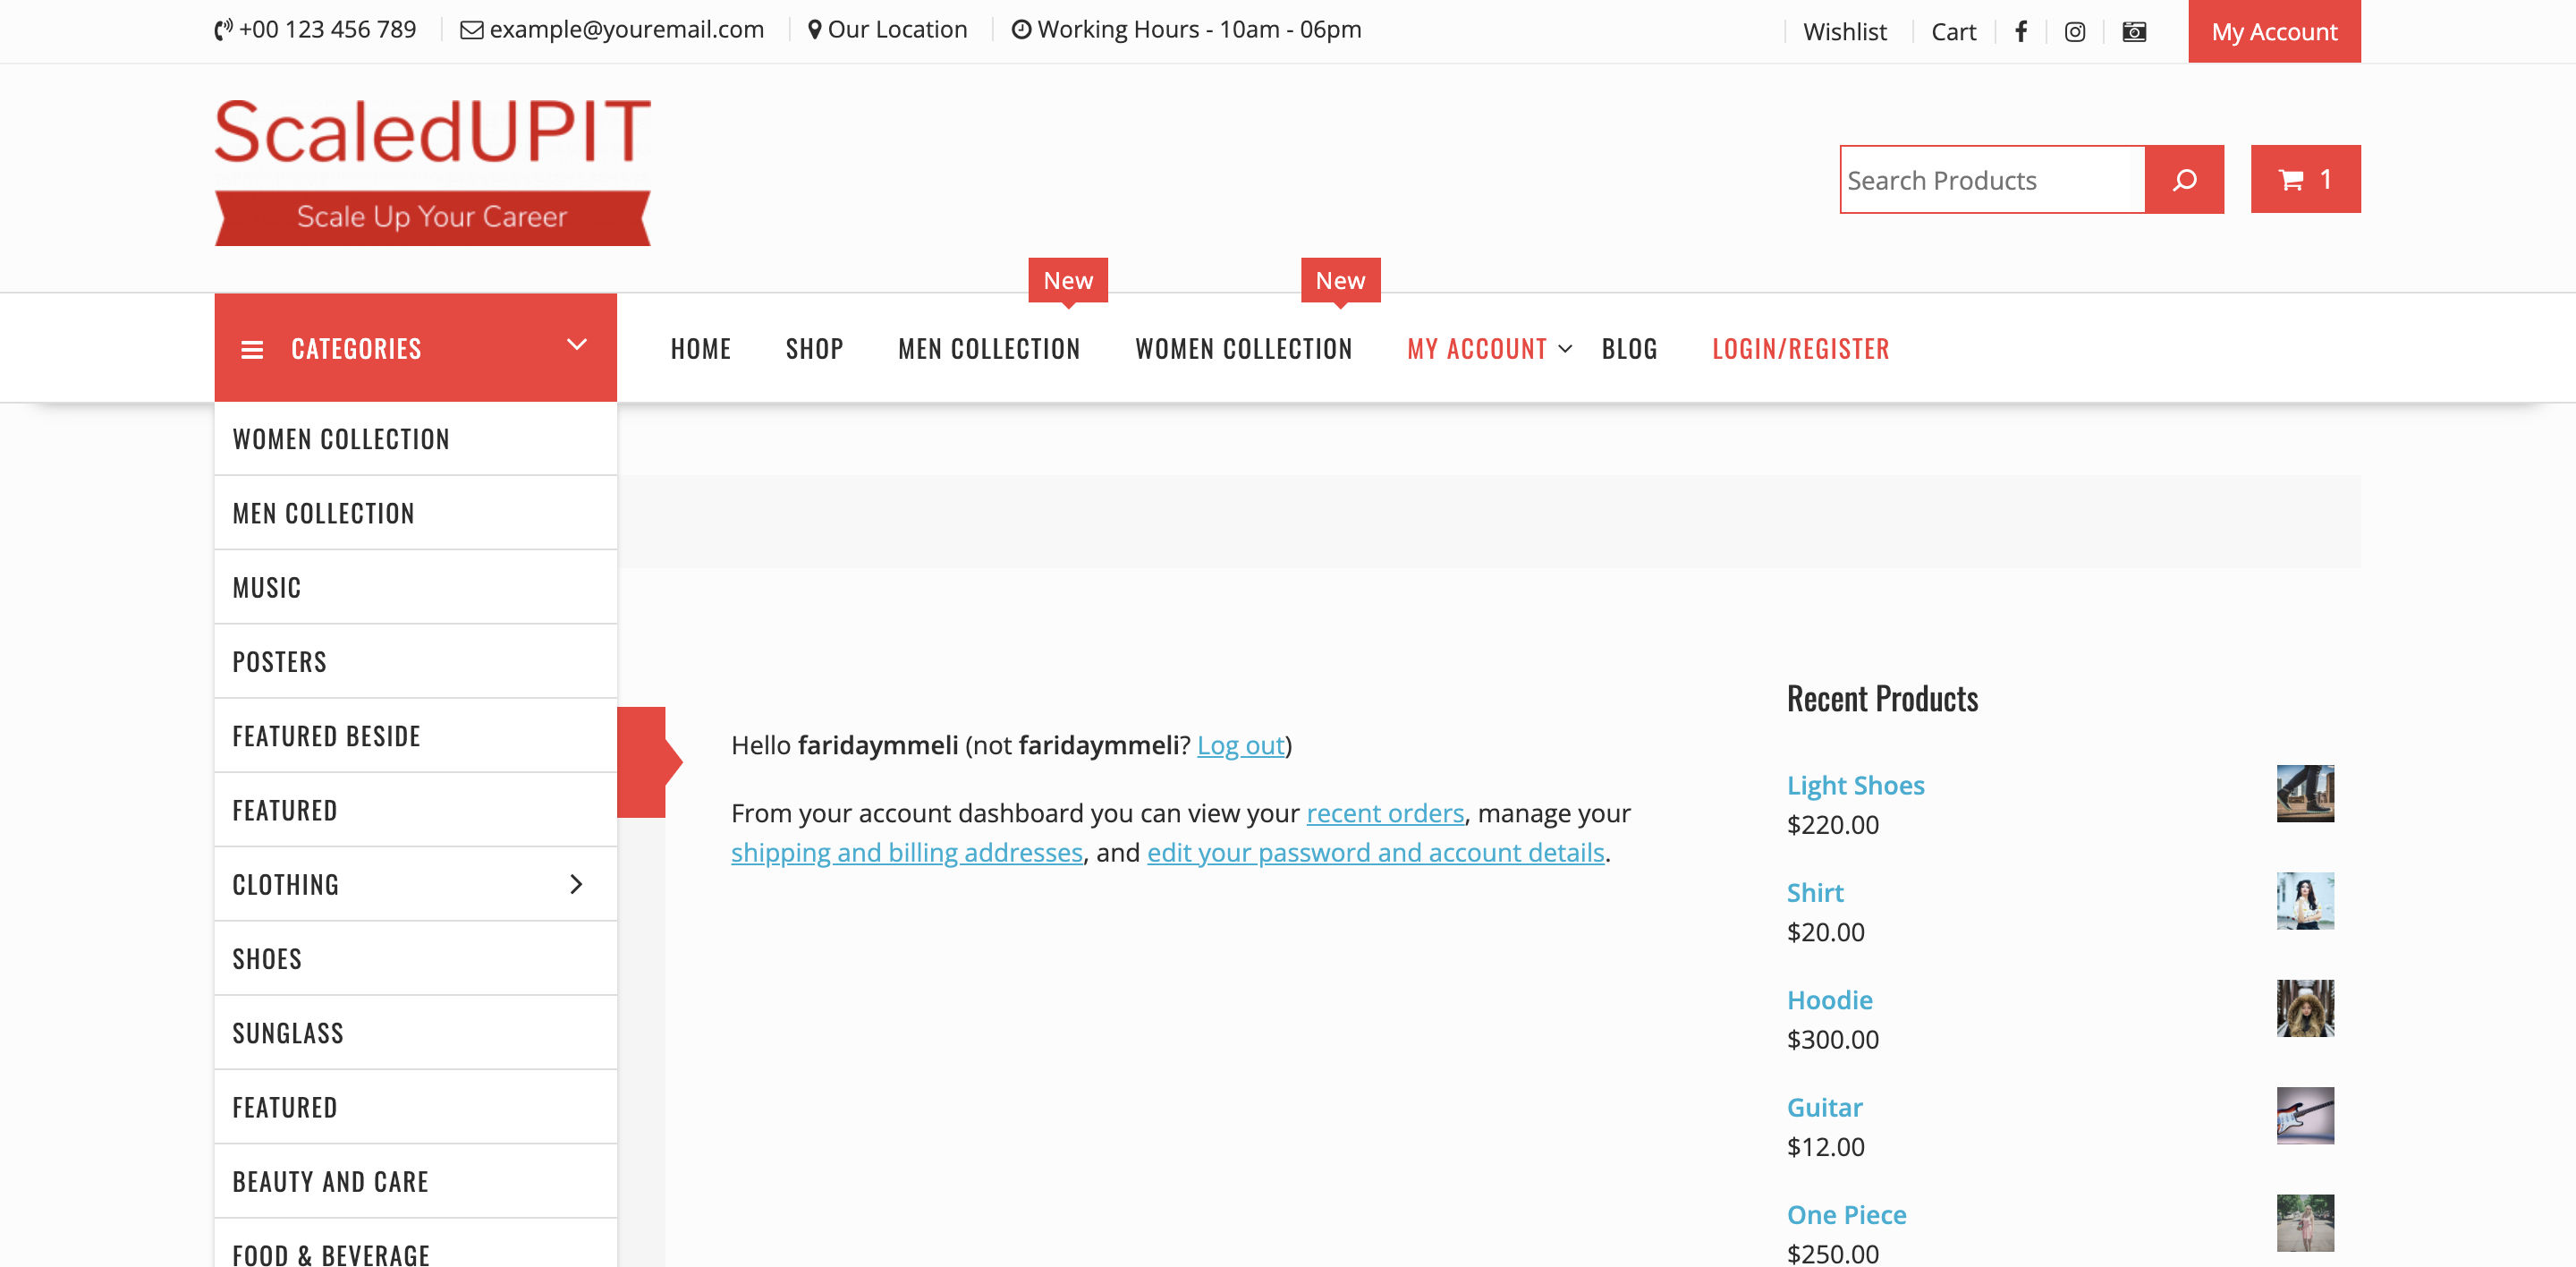 +00 123 456 789 example@youremail.com Our Location Working Hours - 10am - 06pm Wishlist Cart My Account
ScaledUPIT
Scale Up Your Career
Search Products 1
New New
CATEGORIES HOME SHOP MEN COLLECTION WOMEN COLLECTION MY ACCOUNT BLOG LOGIN/REGISTER
WOMEN COLLECTION
MEN COLLECTION
MUSIC
POSTERS
FEATURED BESIDE
FEATURED
CLOTHING
SHOES
SUNGLASS
FEATURED
BEAUTY AND CARE
FOOD & BEVERAGE
Hello faridaymmeli (not faridaymmeli? Log out)
From your account dashboard you can view your recent orders, manage your
shipping and billing addresses, and edit your password and account details.
Recent Products
Light Shoes
$220.00
Shirt
$20.00
Hoodie
$300.00
Guitar
$12.00
One Piece
$250.00